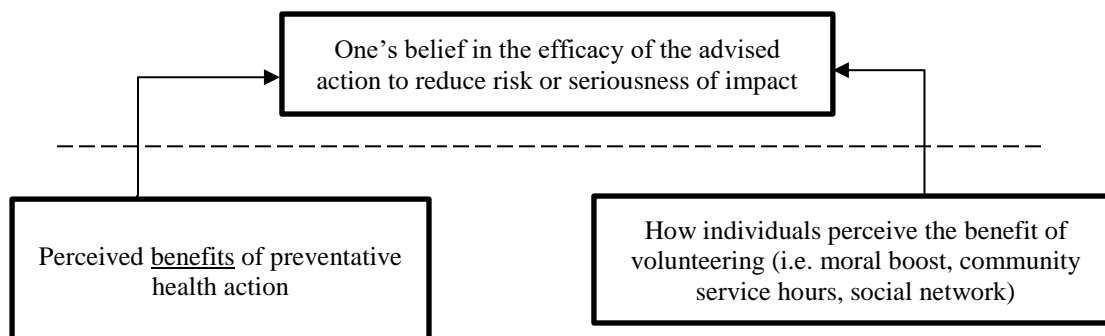 One’s belief in the efficacy of the advised
action to reduce risk or seriousness of impact
Perceived benefits of preventative
health action
How individuals perceive the benefit of
volunteering (i.e. moral boost, community
service hours, social network)